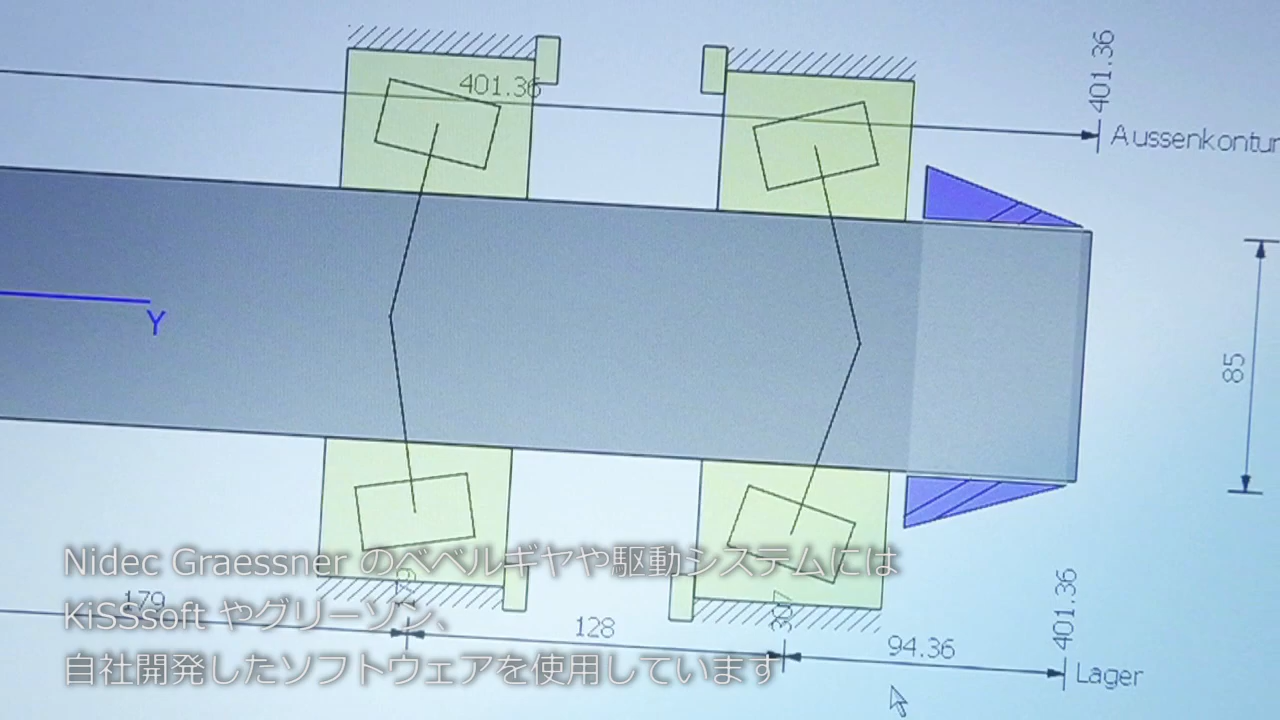 401.36
401.36
Aussenkontur
Y
85
Nidec Graessner のベベルギヤや駆動システムには
KiSSsoft やグリーソン、
自社開発したソフトウェアを使用しています
179
179
128
307
94.36
401.36
Lager